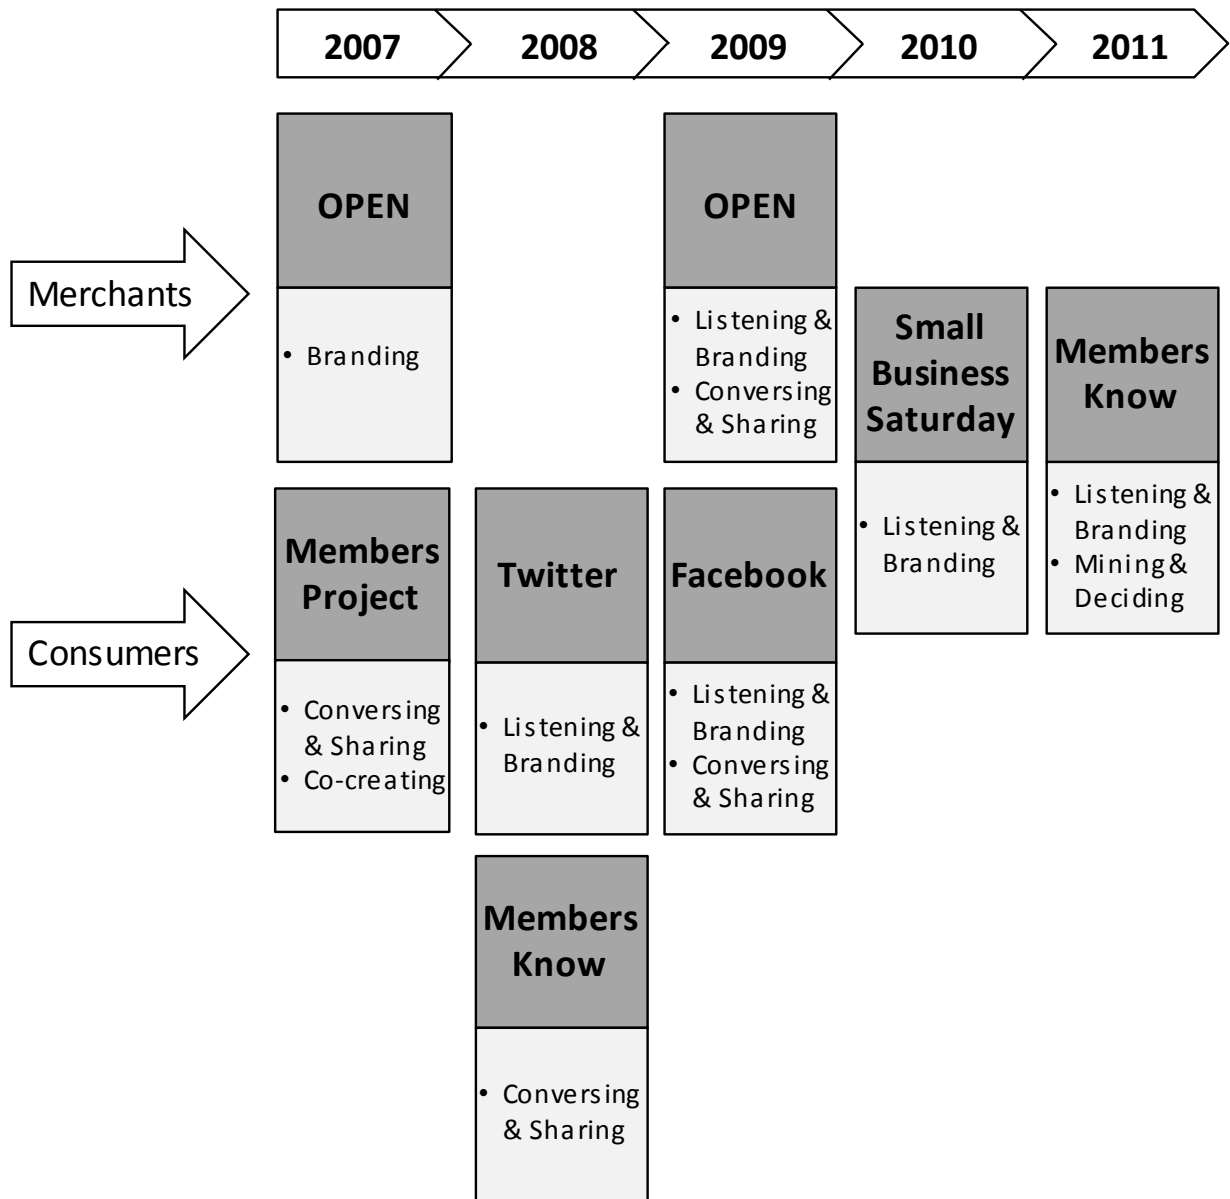 2007 2008 2009 2010 2011
Merchants
OPEN
• Branding
OPEN
• Listening &
Branding
• Conversing
& Sharing
Small
Business
Saturday
• Listening &
Branding
Members
Know
• Listening &
Branding
• Mining &
Deciding
Consumers
Members
Project
• Conversing
& Sharing
• Co-creating
Twitter
• Listening &
Branding
Facebook
• Listening &
Branding
• Conversing
& Sharing
Members
Know
• Conversing
& Sharing